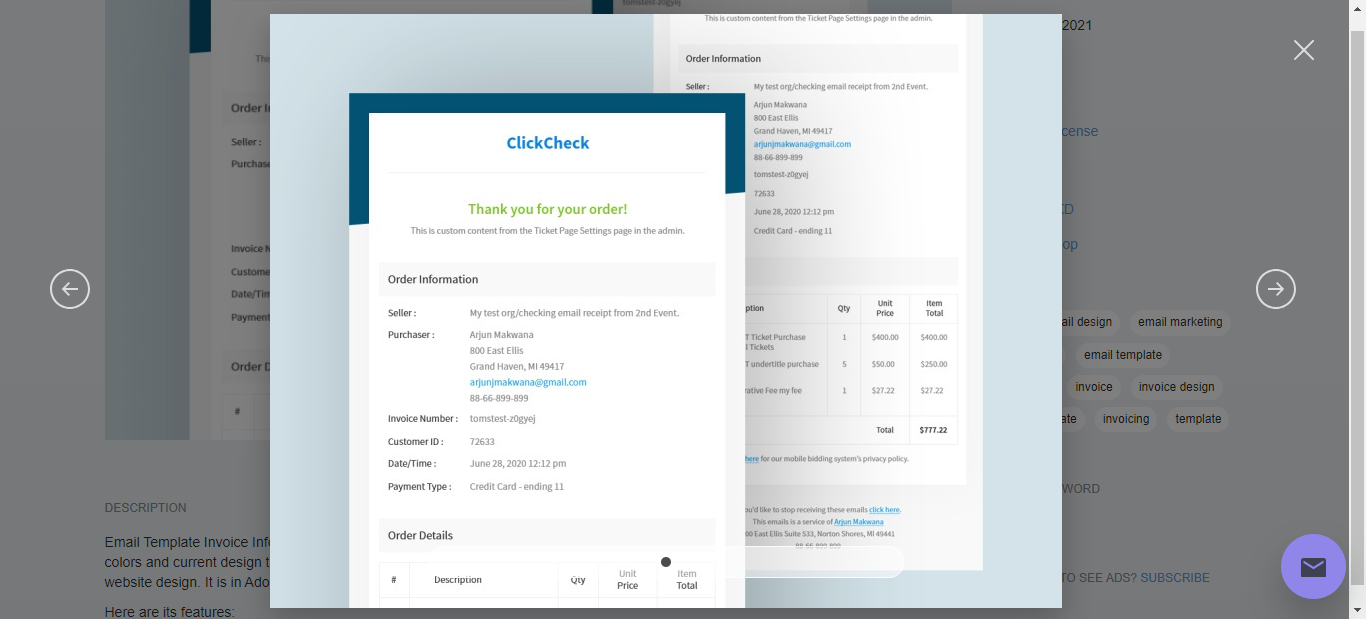 tomstest-z0gyej
This is custom content from the Ticket Page Settings page in the admin.
2021
Order Information
Seller : My test org/checking email receipt from 2nd Event.
Arjun Makwana
800 East Ellis
Grand Haven, MI 49417
arjunjmakwana@gmail.com
88-66-899-899
tomstest-z0gyej
72633
June 28, 2020 12:12 pm
Credit Card - ending 11
Qty Unit Price Item Total
T Ticket Purchase 1 $400.00 $400.00
Tickets
T undertitle purchase 5 $50.00 $250.00
rative Fee my fee 1 $27.22 $27.22
Total $777.22
here for our mobile bidding system's privacy policy.
ou'd like to stop receiving these emails click here.
This emails is a service of Arjun Makwana
00 East Ellis Suite 533, Norton Shores, MI 49441
88-66-899-899
ClickCheck
Thank you for your order!
This is custom content from the Ticket Page Settings page in the admin.
Order Information
Seller : My test org/checking email receipt from 2nd Event.
Purchaser : Arjun Makwana
800 East Ellis
Grand Haven, MI 49417
arjunjmakwana@gmail.com
88-66-899-899
Invoice Number : tomstest-z0gyej
Customer ID : 72633
Date/Time : June 28, 2020 12:12 pm
Payment Type : Credit Card - ending 11
Order Details
# Description Qty Unit Price Item Total
This
Order I
Seller :
Purchase
Invoice N
Custome
Date/Tim
Payment
Order D
#
DESCRIPTION
Email Template Invoice Info
colors and current design t
website design. It is in Ado
Here are its features:
cense
op
ail design
email marketing
email template
invoice
invoice design
ate
invoicing
template
WORD
TO SEE ADS? SUBSCRIBE